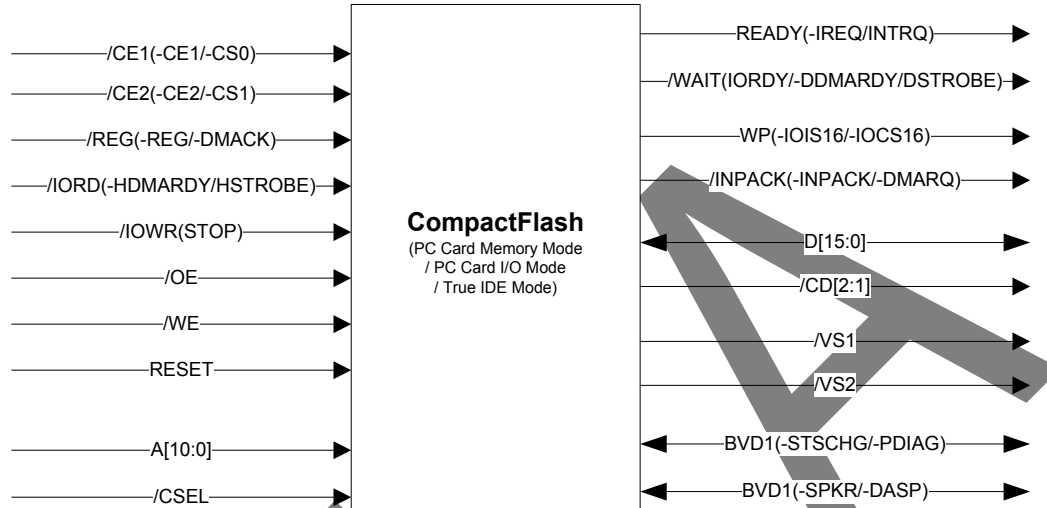 /CE1(-CE1/-CS0)
/CE2(-CE2/-CS1)
/REG(-REG/-DMACK)
/IORD(-HDMARDY/HSTROBE)
/IOWR(STOP)
/OE
/WE
RESET
A[10:0]
/CSEL
CompactFlash
(PC Card Memory Mode
/ PC Card I/O Mode
/ True IDE Mode)
READY(-IREQ/INTRQ)
/WAIT(IORDY/-DDMARDY/DSTROBE)
WP(-IOIS16/-IOCS16)
/INPACK(-INPACK/-DMARQ)
D[15:0]
/CD[2:1]
/VS1
/VS2
BVD1(-STSCHG/-PDIAG)
BVD1(-SPKR/-DASP)